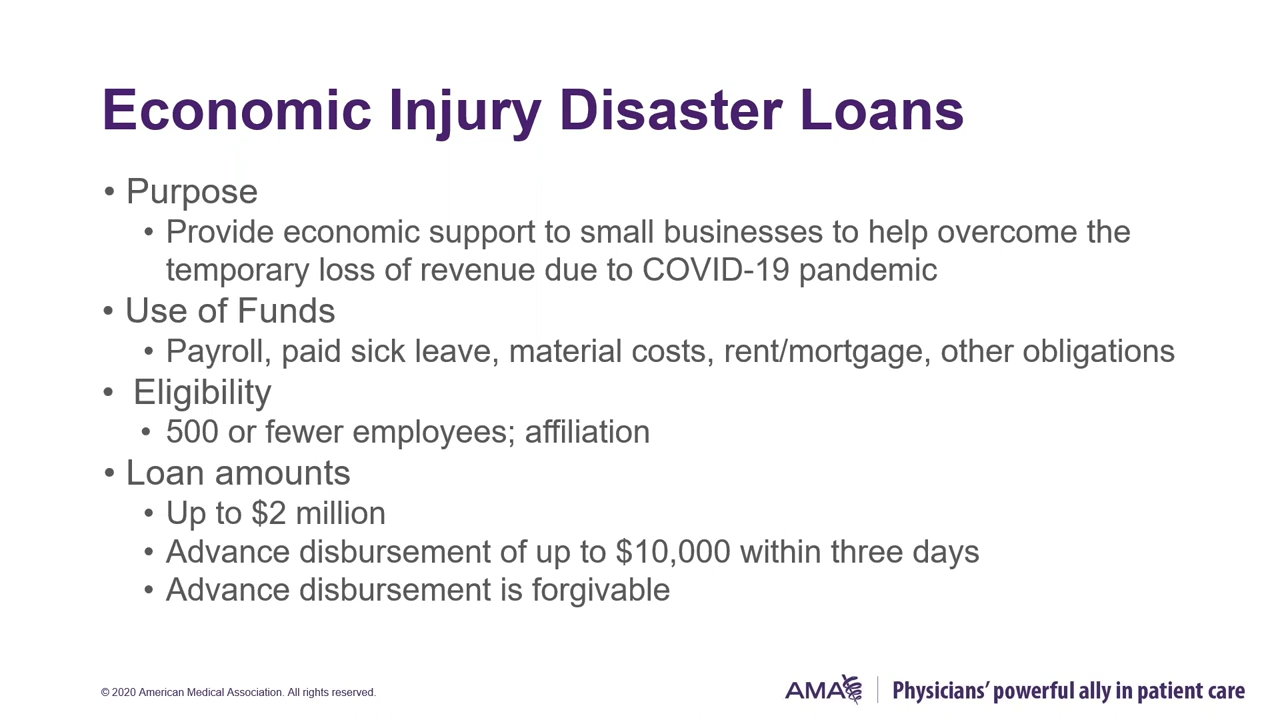 Economic Injury Disaster Loans
• Purpose
• Provide economic support to small businesses to help overcome the
temporary loss of revenue due to COVID-19 pandemic
• Use of Funds
• Payroll, paid sick leave, material costs, rent/mortgage, other obligations
• Eligibility
• 500 or fewer employees; affiliation
• Loan amounts
• Up to $2 million
• Advance disbursement of up to $10,000 within three days
• Advance disbursement is forgivable
© 2020 American Medical Association. All rights reserved.
AMA
Physicians’ powerful ally in patient care